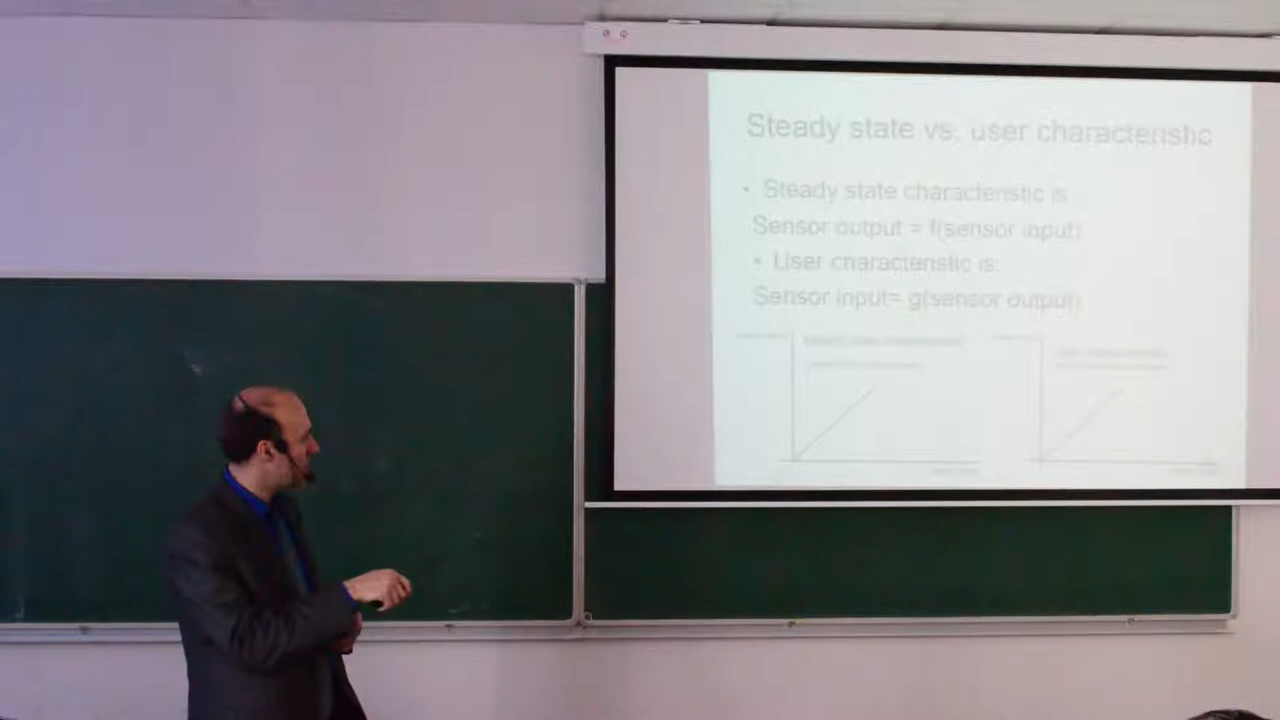 Steady state vs. user characteristic
• Steady state characteristic is
Sensor output = f(sensor input)
• User characteristic is:
Sensor input= g(sensor output)